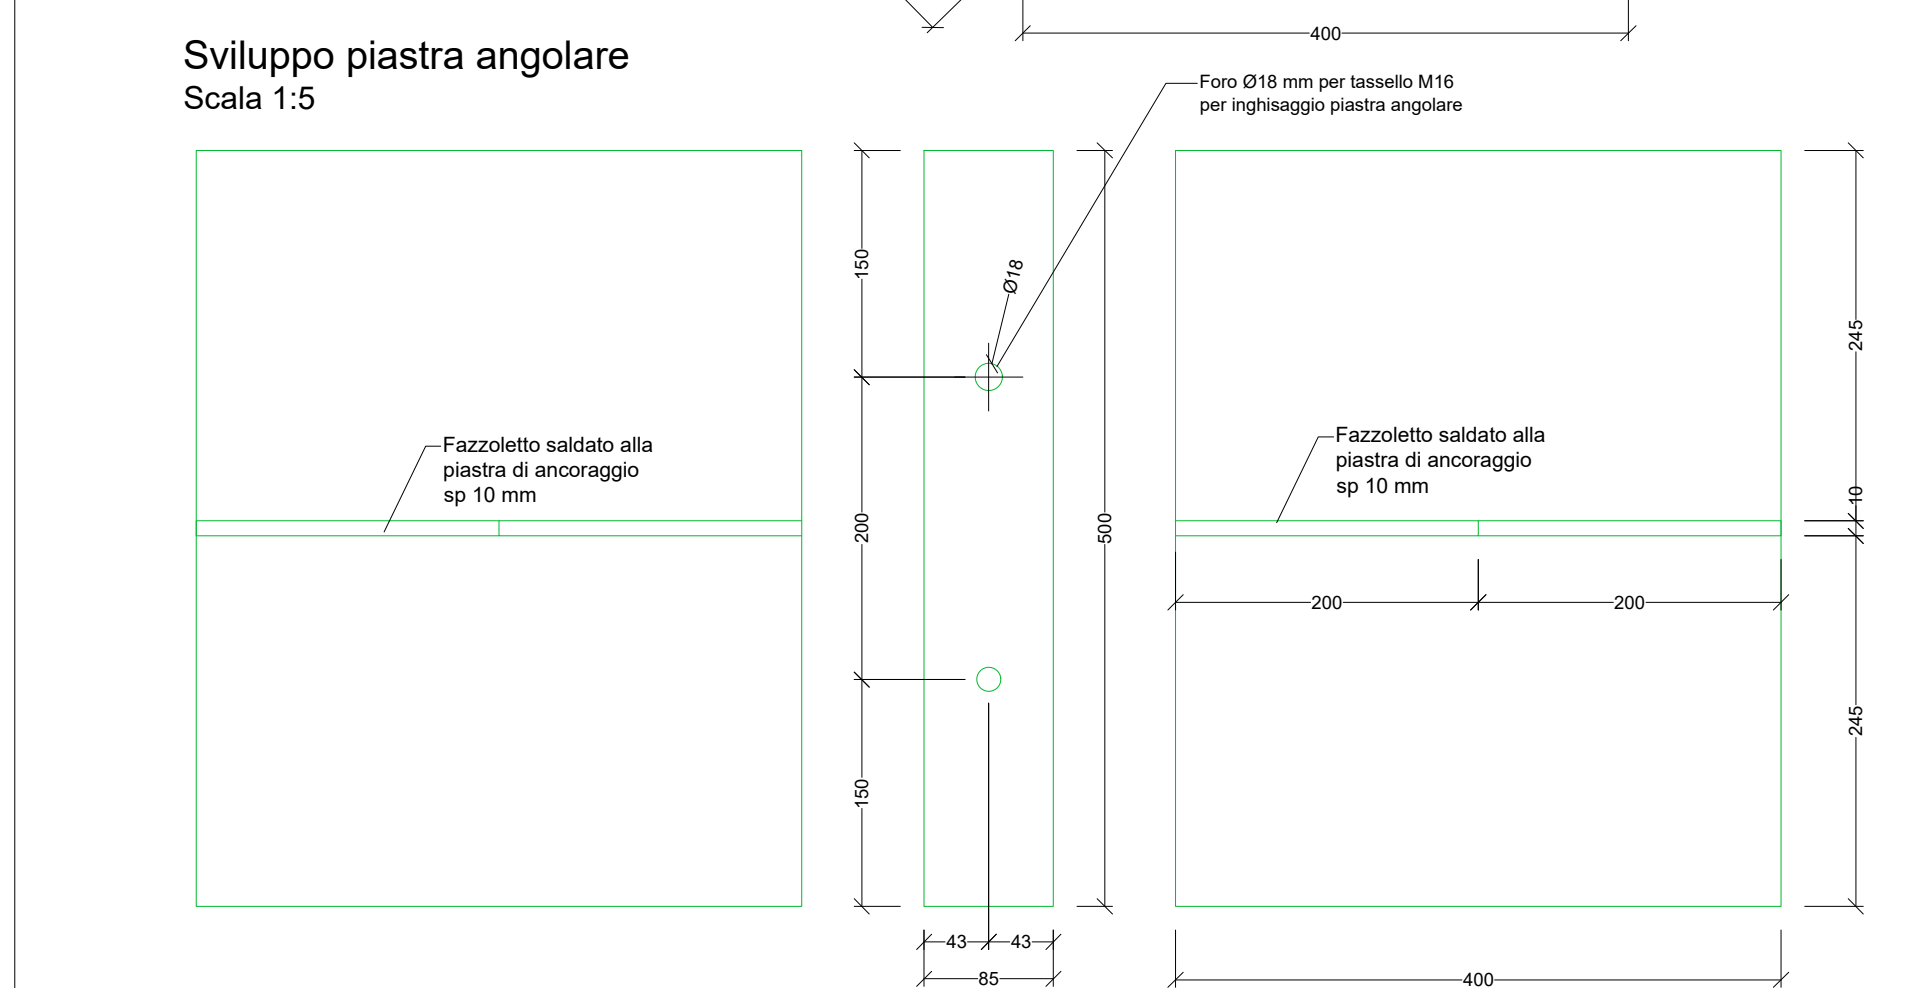 400
Sviluppo piastra angolare
Scala 1:5
Foro Ø18 mm per tassello M16
per inghisaggio piastra angolare
150
Ø18
245
Fazzoletto saldato alla
piastra di ancoraggio
sp 10 mm
Fazzoletto saldato alla
piastra di ancoraggio
sp 10 mm
10
200
500
200
200
245
150
43
43
85
400